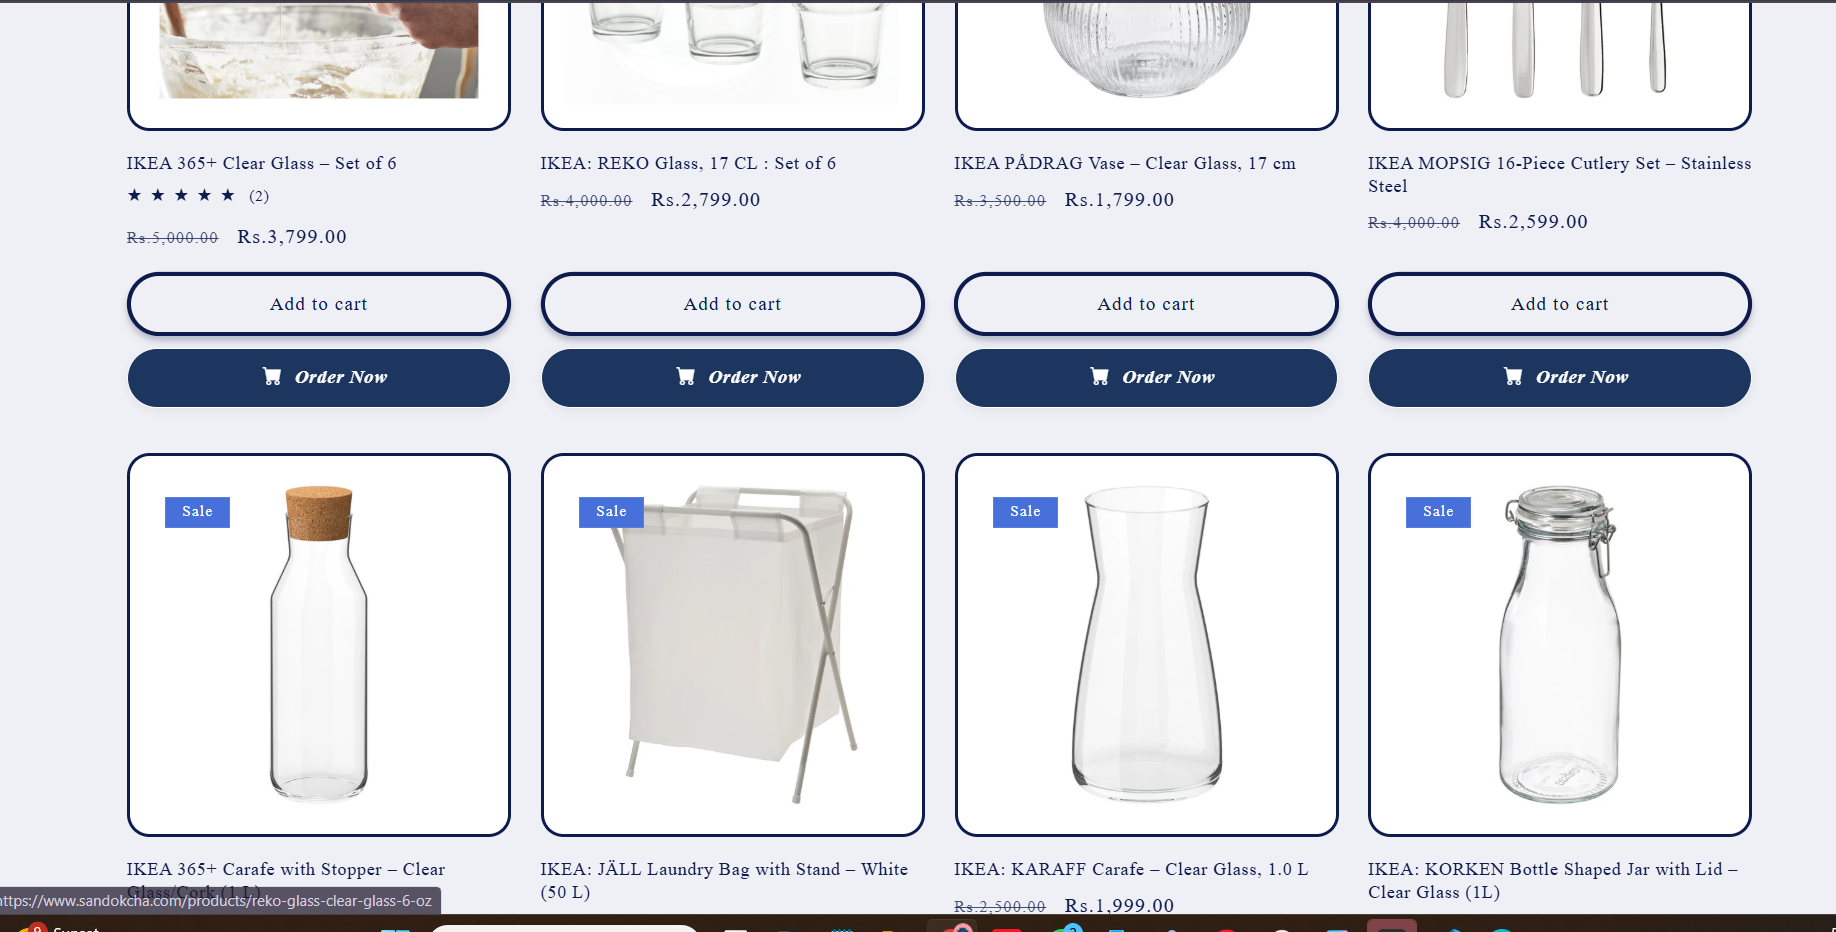 IKEA 365+ Clear Glass – Set of 6
★ ★ ★ ★ ★ (2)
Rs.5,000.00 Rs.3,799.00
IKEA: REKO Glass, 17 CL : Set of 6
Rs.4,000.00 Rs.2,799.00
IKEA PÅDRAG Vase – Clear Glass, 17 cm
Rs.3,500.00 Rs.1,799.00
IKEA MOPSIG 16-Piece Cutlery Set – Stainless
Steel
Rs.4,000.00 Rs.2,599.00
Add to cart
Add to cart
Add to cart
Add to cart
Order Now
Order Now
Order Now
Order Now
Sale
Sale
Sale
Sale
IKEA 365+ Carafe with Stopper – Clear
Glass/Cork (1 L)
IKEA: JÄLL Laundry Bag with Stand – White
(50 L)
IKEA: KARAFF Carafe – Clear Glass, 1.0 L
Rs.2,500.00 Rs.1,999.00
IKEA: KORKEN Bottle Shaped Jar with Lid –
Clear Glass (1L)
https://www.sandokcha.com/products/reko-glass-clear-glass-6-oz
9
Sunset